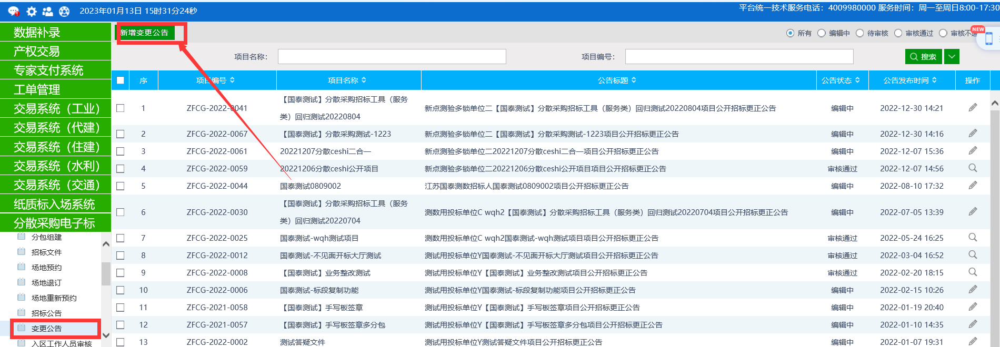 2023年01月13日 15时31分24秒
平台统一技术服务电话：4009980000 服务时间：周一至周日8:00-17:30
数据补录
产权交易
专家支付系统
工单管理
交易系统（工业）
交易系统（代建）
交易系统（住建）
交易系统（水利）
交易系统（交通）
纸质标入场系统
分散采购电子标
分包组建
招标文件
场地预约
场地退订
场地重新预约
招标公告
变更公告
入区工作人员审核
新增变更公告
所有 编辑中 待审核 审核通过 审核不通
NEW
项目名称： 项目编号： 搜索
序 项目编号 项目名称 公告标题 公告状态 公告发布时间 操作
1 ZFCG-2022-0041 【国泰测试】分散采购招标工具（服务类）回归测试20220804 新点测验多锁单位二【国泰测试】分散采购招标工具（服务类）回归测试20220804项目公开招标更正公告 编辑中 2022-12-30 14:21
2 ZFCG-2022-0067 【国泰测试】分散采购测试-1223 新点测验多锁单位二【国泰测试】分散采购测试-1223项目公开招标更正公告 编辑中 2022-12-30 14:16
3 ZFCG-2022-0061 20221207分散ceshi二合一 新点测验多锁单位二20221207分散ceshi二合一项目公开招标更正公告 编辑中 2022-12-07 15:36
4 ZFCG-2022-0059 20221206分散ceshi公开项目 新点测验多锁单位二20221206分散ceshi公开项目项目公开招标更正公告 审核通过 2022-12-07 14:56
5 ZFCG-2022-0044 国泰测试0809002 江苏国泰测数招标人国泰测试0809002项目公开招标更正公告 编辑中 2022-08-10 17:32
6 ZFCG-2022-0030 【国泰测试】分散采购招标工具（服务类）回归测试20220704 测数用投标单位C wqh2【国泰测试】分散采购招标工具（服务类）回归测试20220704项目公开招标更正公告 编辑中 2022-07-05 13:39
7 ZFCG-2022-0025 国泰测试-wqh测试项目 测数用投标单位C wqh2国泰测试-wqh测试项目项目公开招标更正公告 审核通过 2022-05-24 16:25
8 ZFCG-2022-0012 国泰测试-不见面开标大厅测试 测试用投标单位Y国泰测试-不见面开标大厅测试项目公开招标更正公告 审核通过 2022-03-04 16:52
9 ZFCG-2022-0008 【国泰测试】业务整改测试 测试用投标单位Y【国泰测试】业务整改测试项目公开招标更正公告 审核通过 2022-02-20 18:15
10 ZFCG-2022-0006 国泰测试-标段复制功能 测试用投标单位Y国泰测试-标段复制功能项目公开招标更正公告 编辑中 2022-02-15 10:26
11 ZFCG-2021-0058 【国泰测试】手写板签章 测试用投标单位Y【国泰测试】手写板签章项目公开招标更正公告 编辑中 2022-01-19 20:40
12 ZFCG-2021-0057 【国泰测试】手写板签章多分包 测试用投标单位Y【国泰测试】手写板签章多分包项目公开招标更正公告 编辑中 2022-01-10 14:35
13 ZFCG-2022-0002 测试答疑文件 测试用投标单位Y测试答疑文件项目公开招标更正公告 编辑中 2022-01-07 19:31